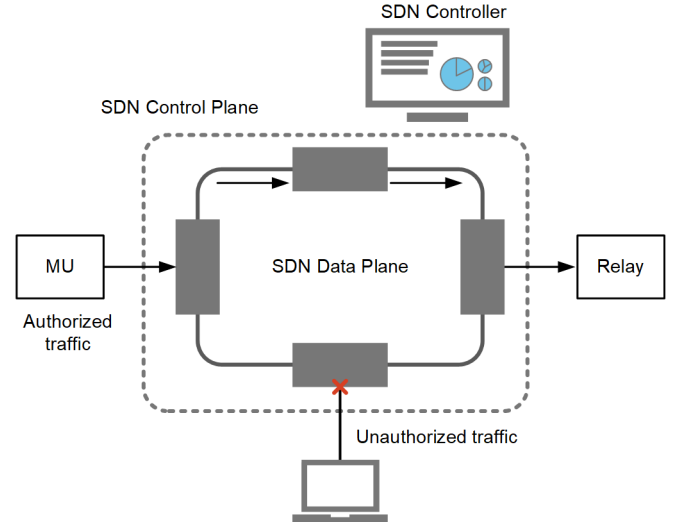 SDN Controller
SDN Control Plane
MU
SDN Data Plane
Relay
Authorized
traffic
Unauthorized traffic